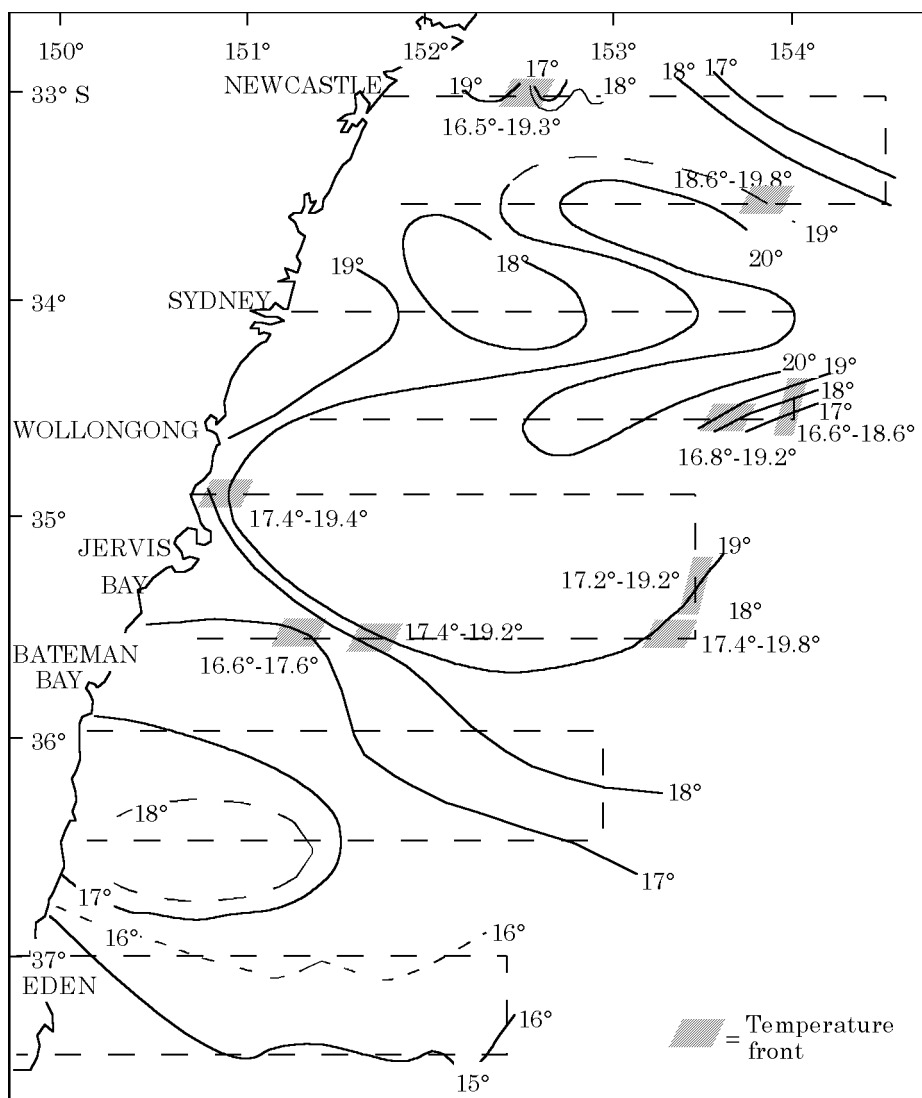 150° 151° 152° 153° 154°
NEWCASTLE 19° 17° 18° 18° 17°
33° S
16.5°-19.3°
18.6°-19.8°
19°
20°
18°
19°
34° SYDNEY
20° 19°
18°
17°
WOLLONGONG
16.6°-18.6°
16.8°-19.2°
35° 17.4°-19.4°
JERVIS
BAY
19°
17.2°-19.2°
18°
17.4°-19.2° 17.4°-19.8°
BATEMAN
BAY
16.6°-17.6°
36°
18°
18°
17° 17°
16° 16°
37°
EDEN
16°
15°
= Temperature
front